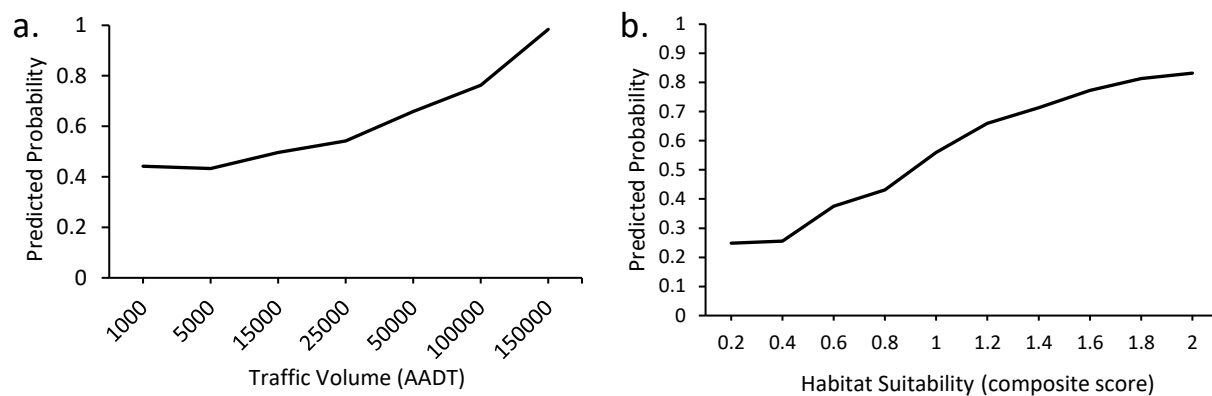 a.
Predicted Probability
1
0.8
0.6
0.4
0.2
0
1000 5000 15000 25000 50000 100000 150000
Traffic Volume (AADT)
b.
Predicted Probability
1
0.9
0.8
0.7
0.6
0.5
0.4
0.3
0.2
0.1
0
0.2 0.4 0.6 0.8 1 1.2 1.4 1.6 1.8 2
Habitat Suitability (composite score)